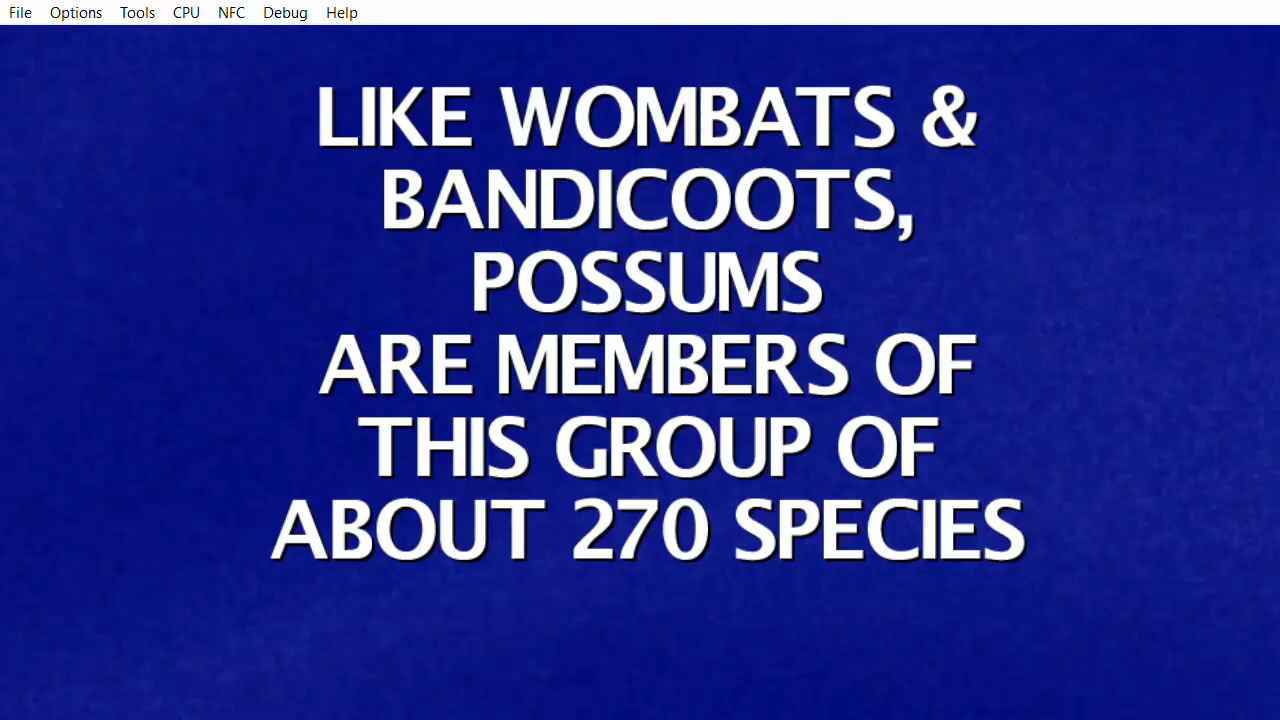 File Options Tools CPU NFC Debug Help
LIKE WOMBATS &
BANDICOOTS,
POSSUMS
ARE MEMBERS OF
THIS GROUP OF
ABOUT 270 SPECIES